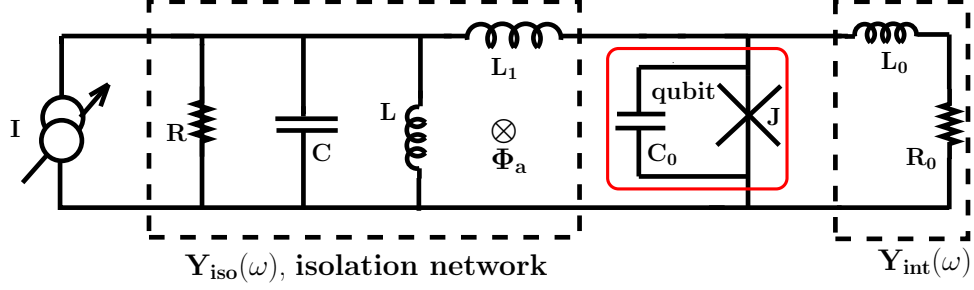 I
R
C
L
L₁
⊗
Φₐ
qubit
C₀
J
L₀
R₀
Y_iso(ω), isolation network
Y_int(ω)